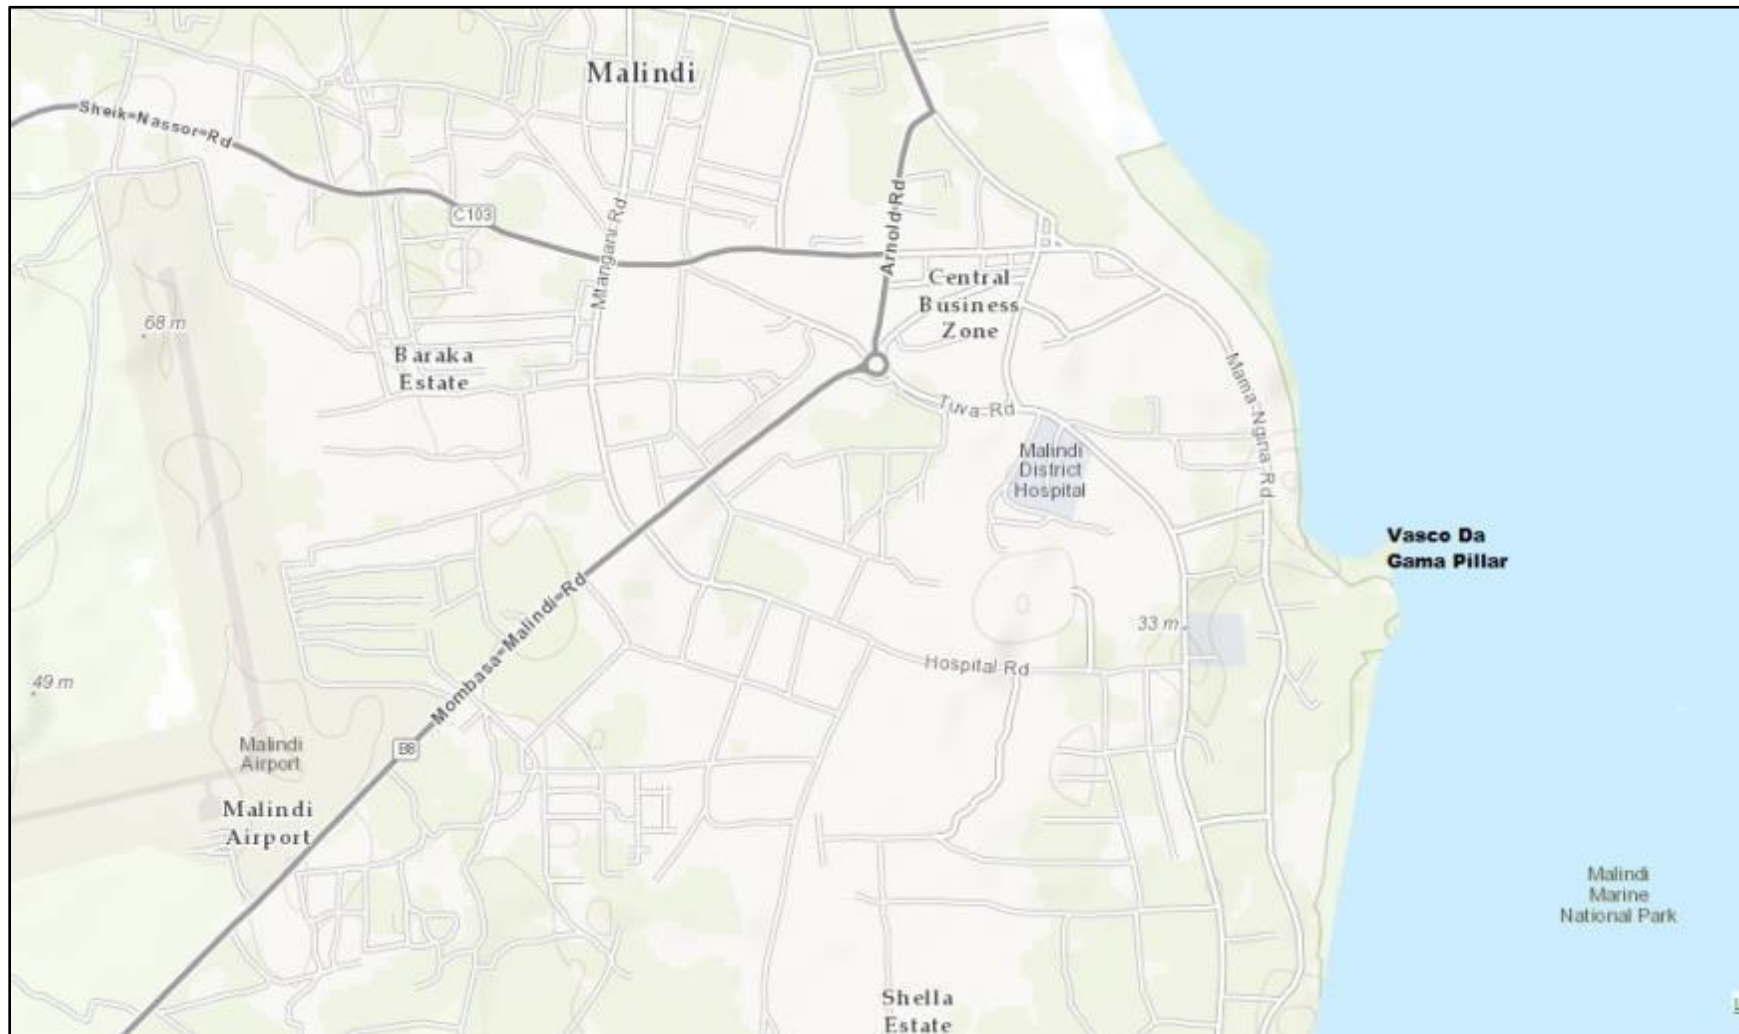 Malindi
Sheik-Nassor-Rd
C103
Mtangani-Rd
Arnold-Rd
Central
Business
Zone
68 m
Baraka
Estate
Tuva-Rd
Mama-Ngina-Rd
Malindi
District
Hospital
Vasco Da
Gama Pillar
Mombasa-Malindi-Rd
33 m
Hospital Rd
49 m
Malindi
Airport
B8
Malindi
Airport
Malindi
Marine
National Park
Shella
Estate